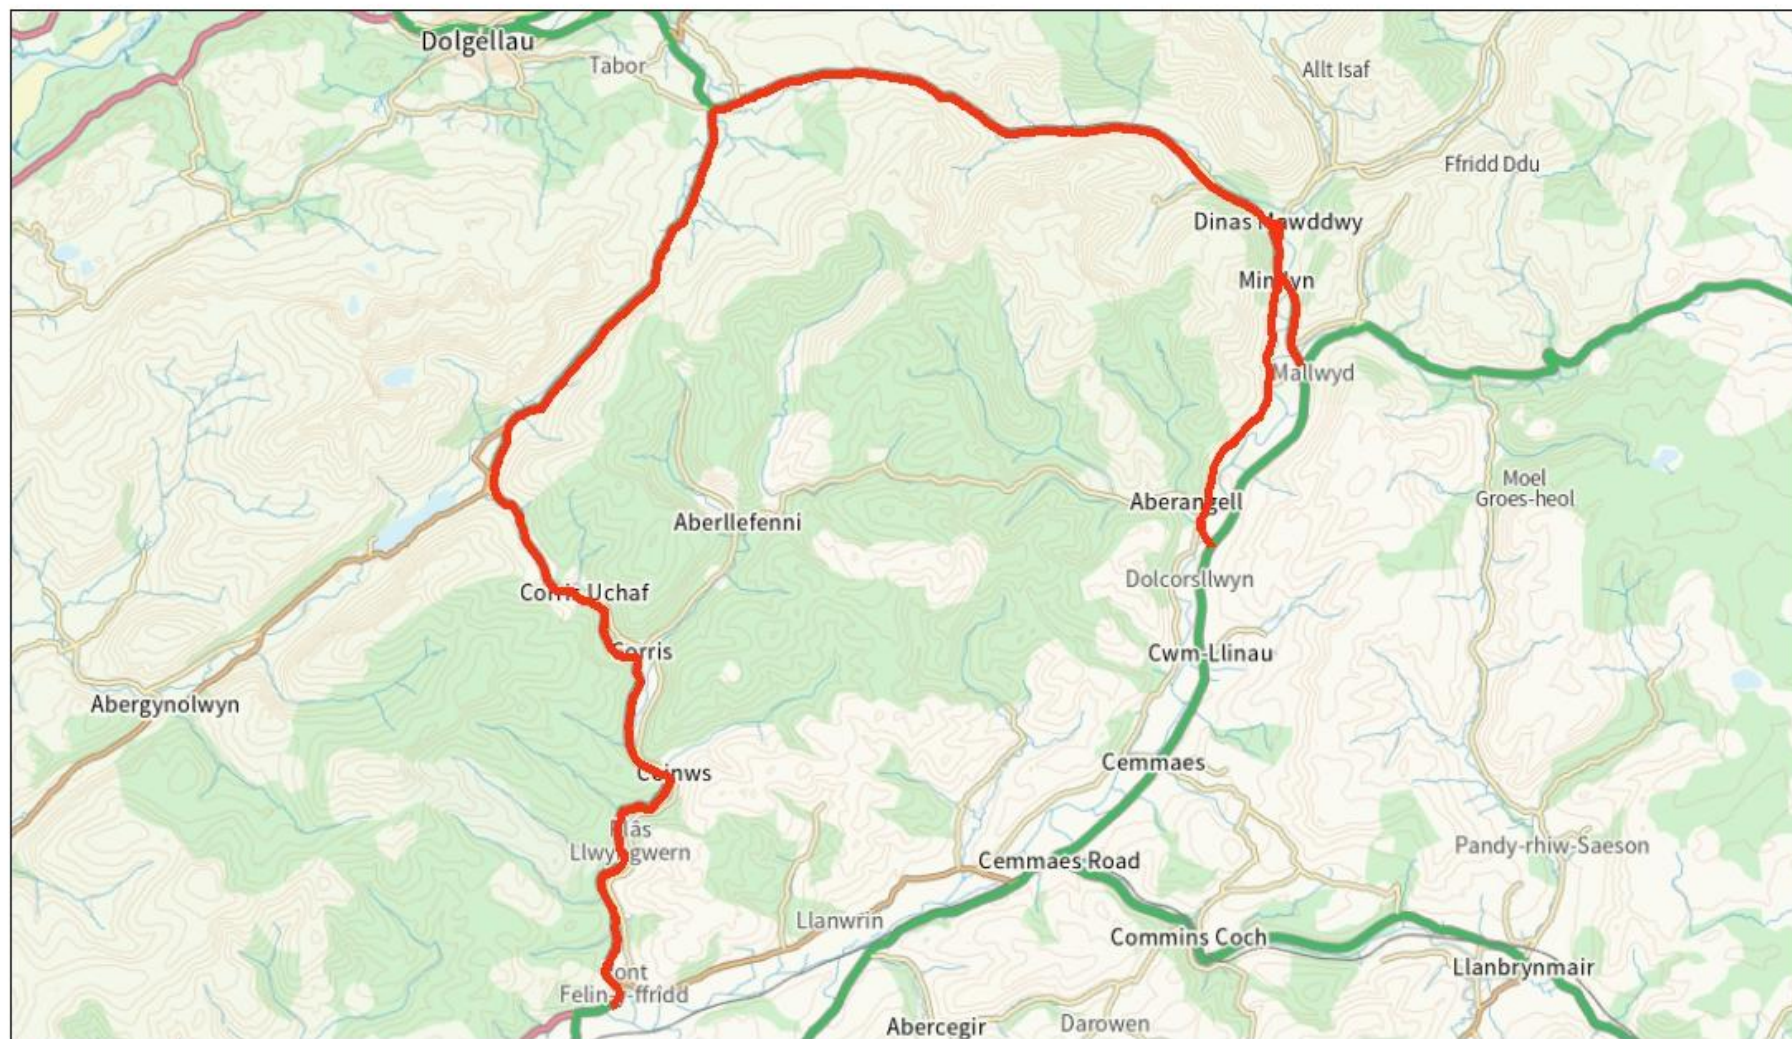 Dolgellau
Tabor
Allt Isaf
Ffridd Ddu
Dinas Mawddwy
Minllyn
Mallwyd
Moel
Groes-heol
Aberangell
Aberllefenni
Dolcorsllwyn
Corris Uchaf
Corris
Cwm-Llinau
Abergynolwyn
Ceinws
Cemmaes
Plâs
Llwyngwern
Cemmaes Road
Pandy-rhiw-Saeson
Llanwrin
Commins Coch
Llanbrynmair
Pont
Felin-y-ffridd
Abercegir
Darowen